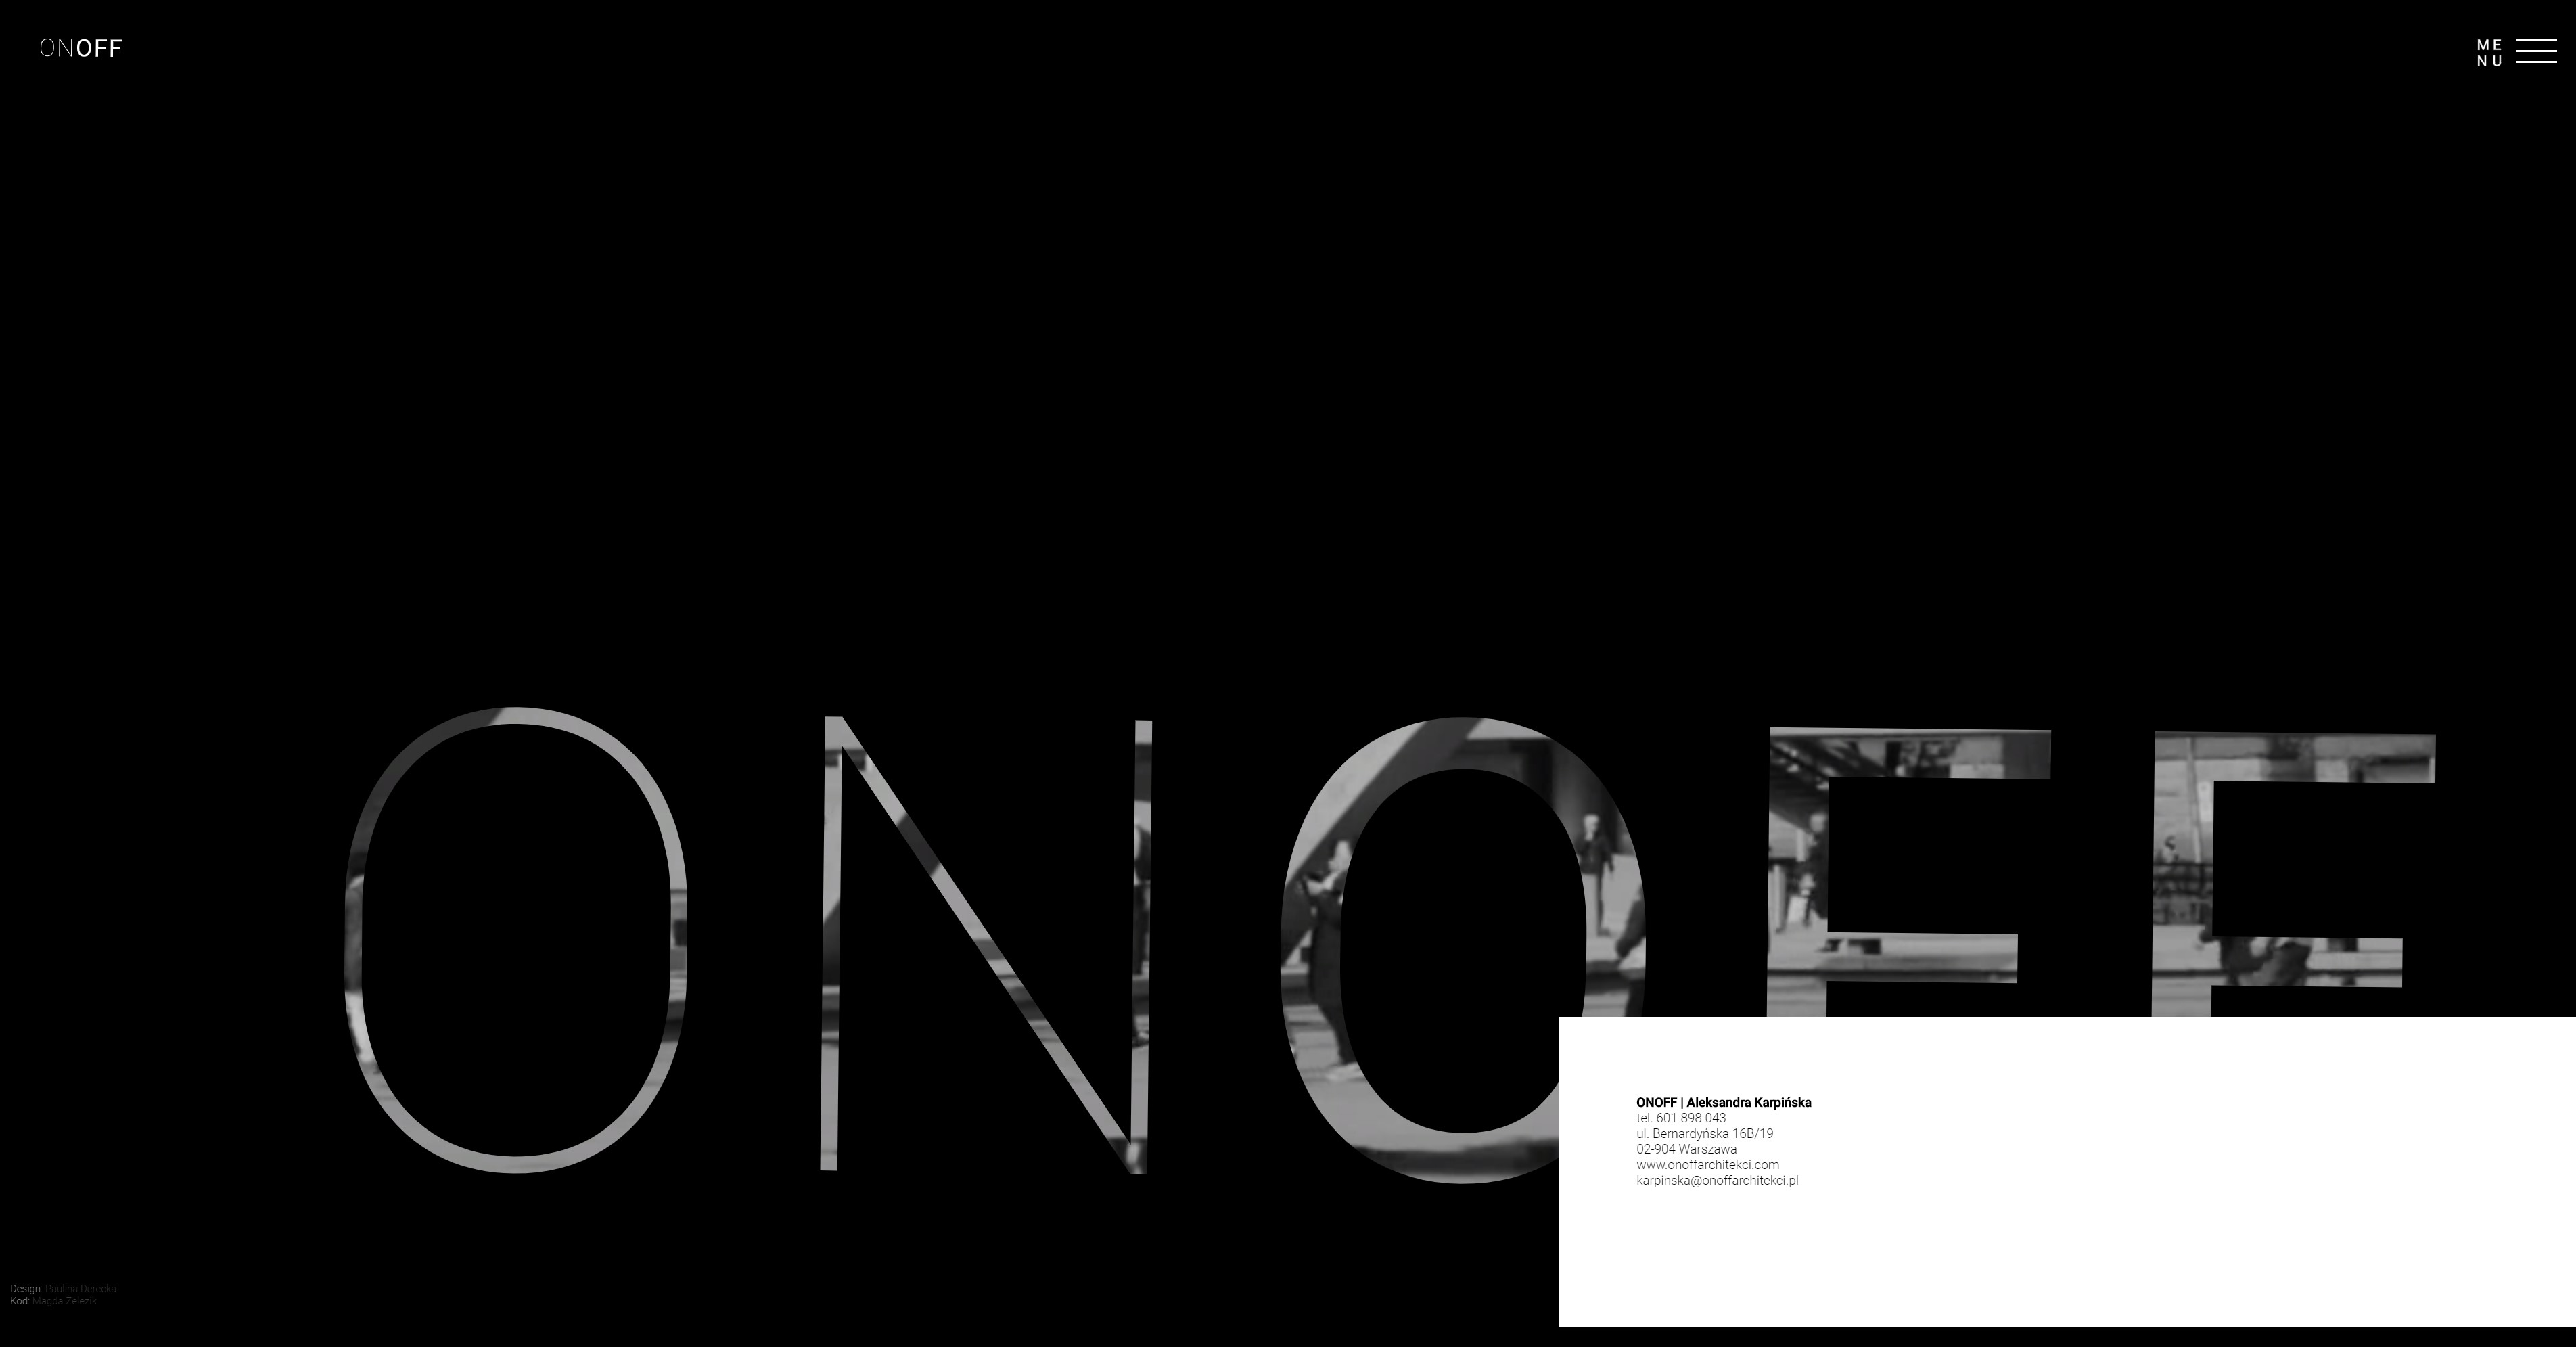 ONOFF
ME
NU
ONOFF
ONOFF | Aleksandra Karpińska
tel. 601 898 043
ul. Bernardyńska 16B/19
02-904 Warszawa
www.onoffarchitekci.com
karpinska@onoffarchitekci.pl
Design: Paulina Derecka
Kod: Magda Żelezik